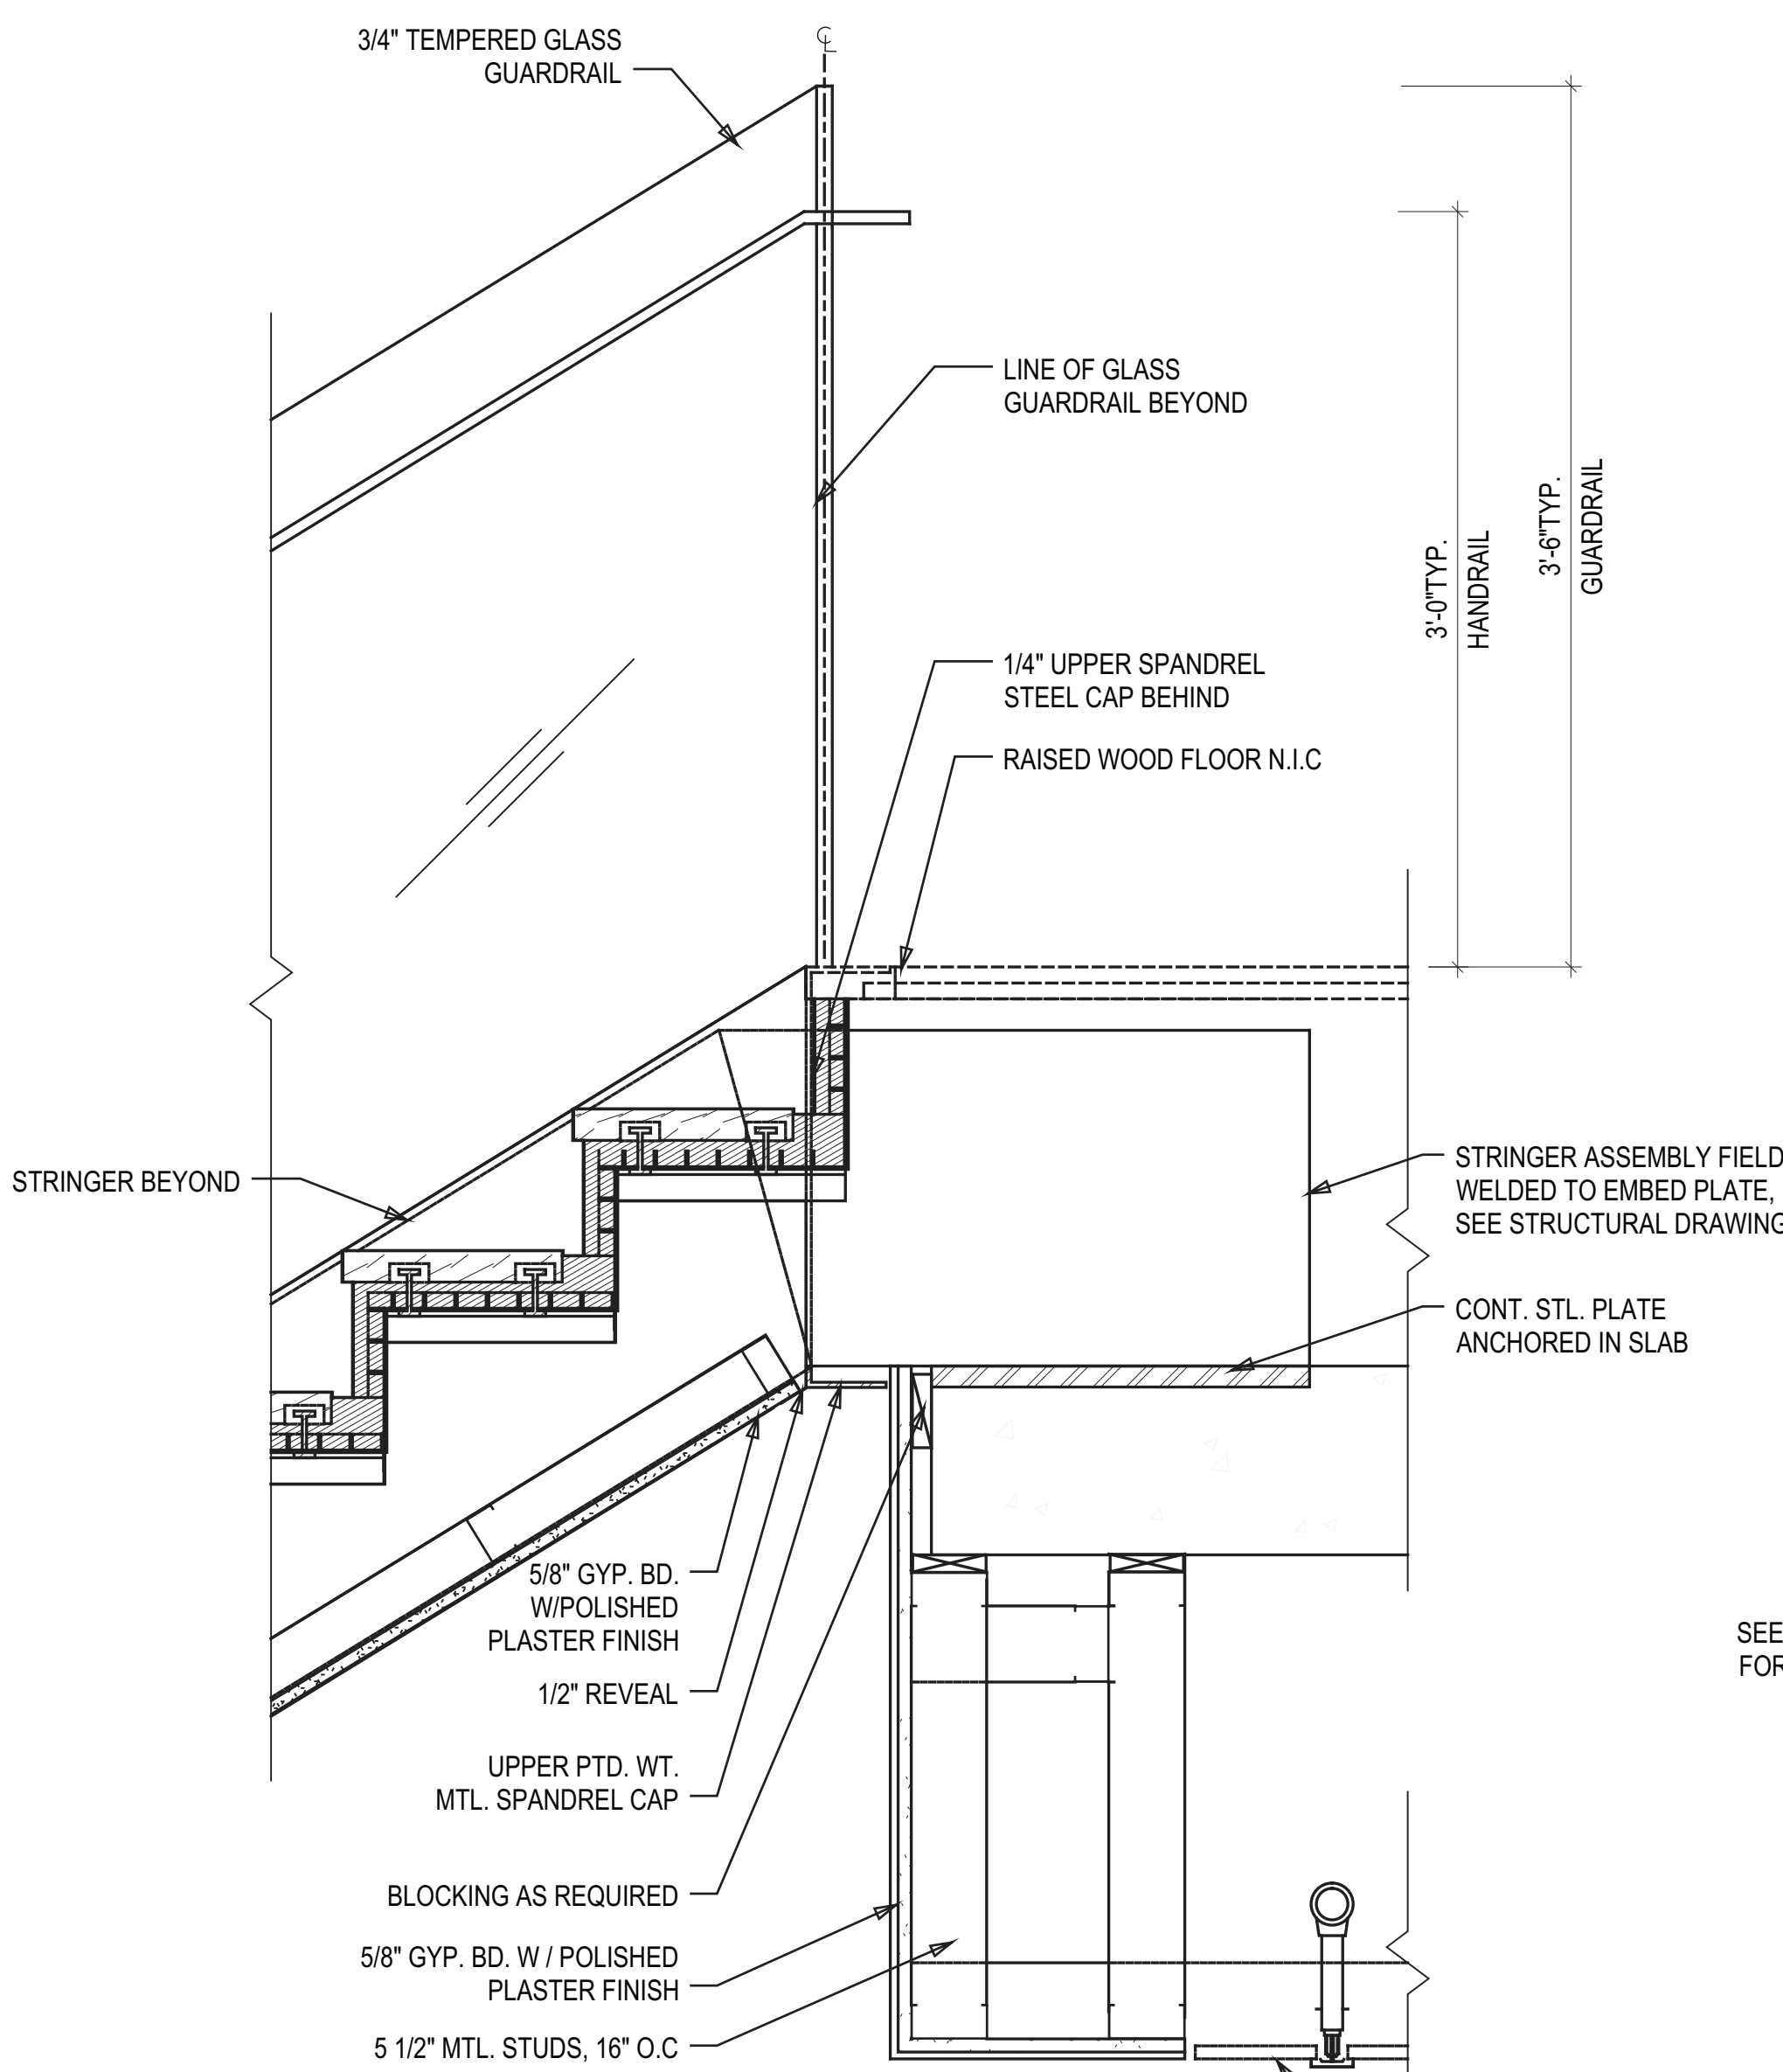 3/4" TEMPERED GLASS
GUARDRAIL
℄
LINE OF GLASS
GUARDRAIL BEYOND
3'-0"TYP.
HANDRAIL
3'-6"TYP.
GUARDRAIL
1/4" UPPER SPANDREL
STEEL CAP BEHIND
RAISED WOOD FLOOR N.I.C
STRINGER BEYOND
STRINGER ASSEMBLY FIELD
WELDED TO EMBED PLATE,
SEE STRUCTURAL DRAWING
CONT. STL. PLATE
ANCHORED IN SLAB
5/8" GYP. BD.
W/POLISHED
PLASTER FINISH
1/2" REVEAL
UPPER PTD. WT.
MTL. SPANDREL CAP
BLOCKING AS REQUIRED
5/8" GYP. BD. W / POLISHED
PLASTER FINISH
5 1/2" MTL. STUDS, 16" O.C
SEE
FOR